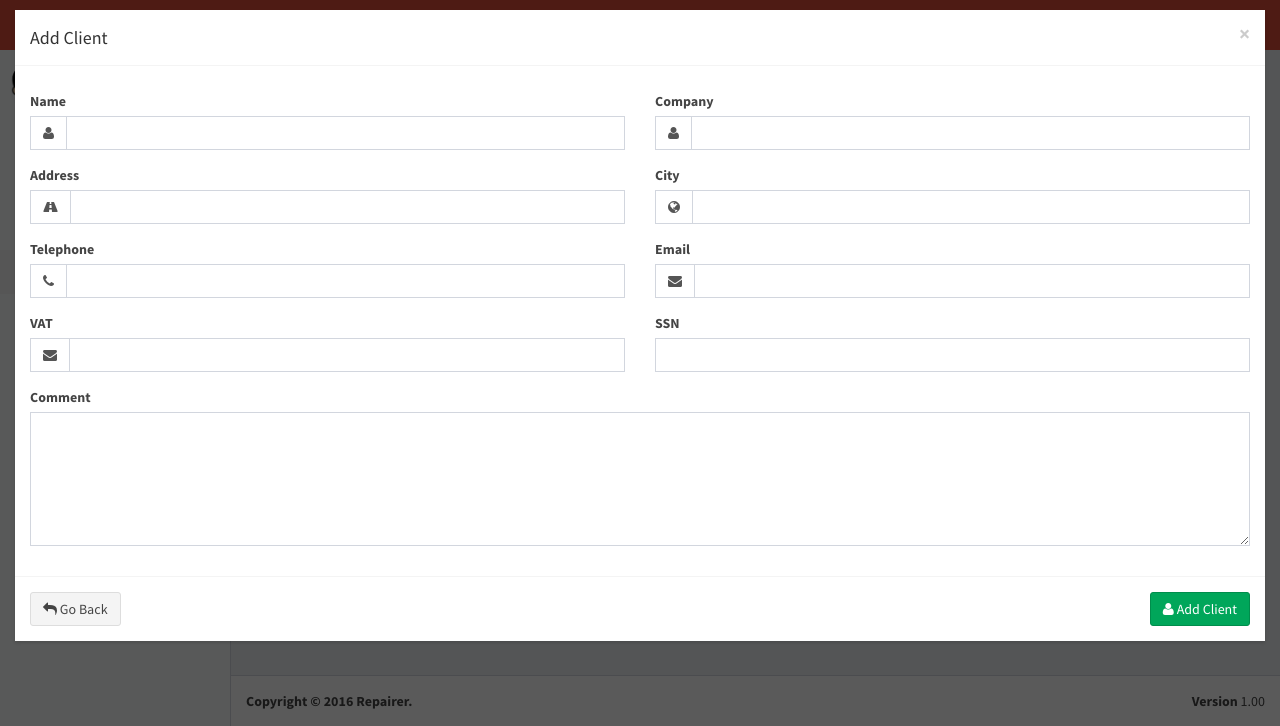 Add Client
×
Name
Company
Address
City
Telephone
Email
VAT
SSN
Comment
Go Back
Add Client
Copyright © 2016 Repairer.
Version 1.00